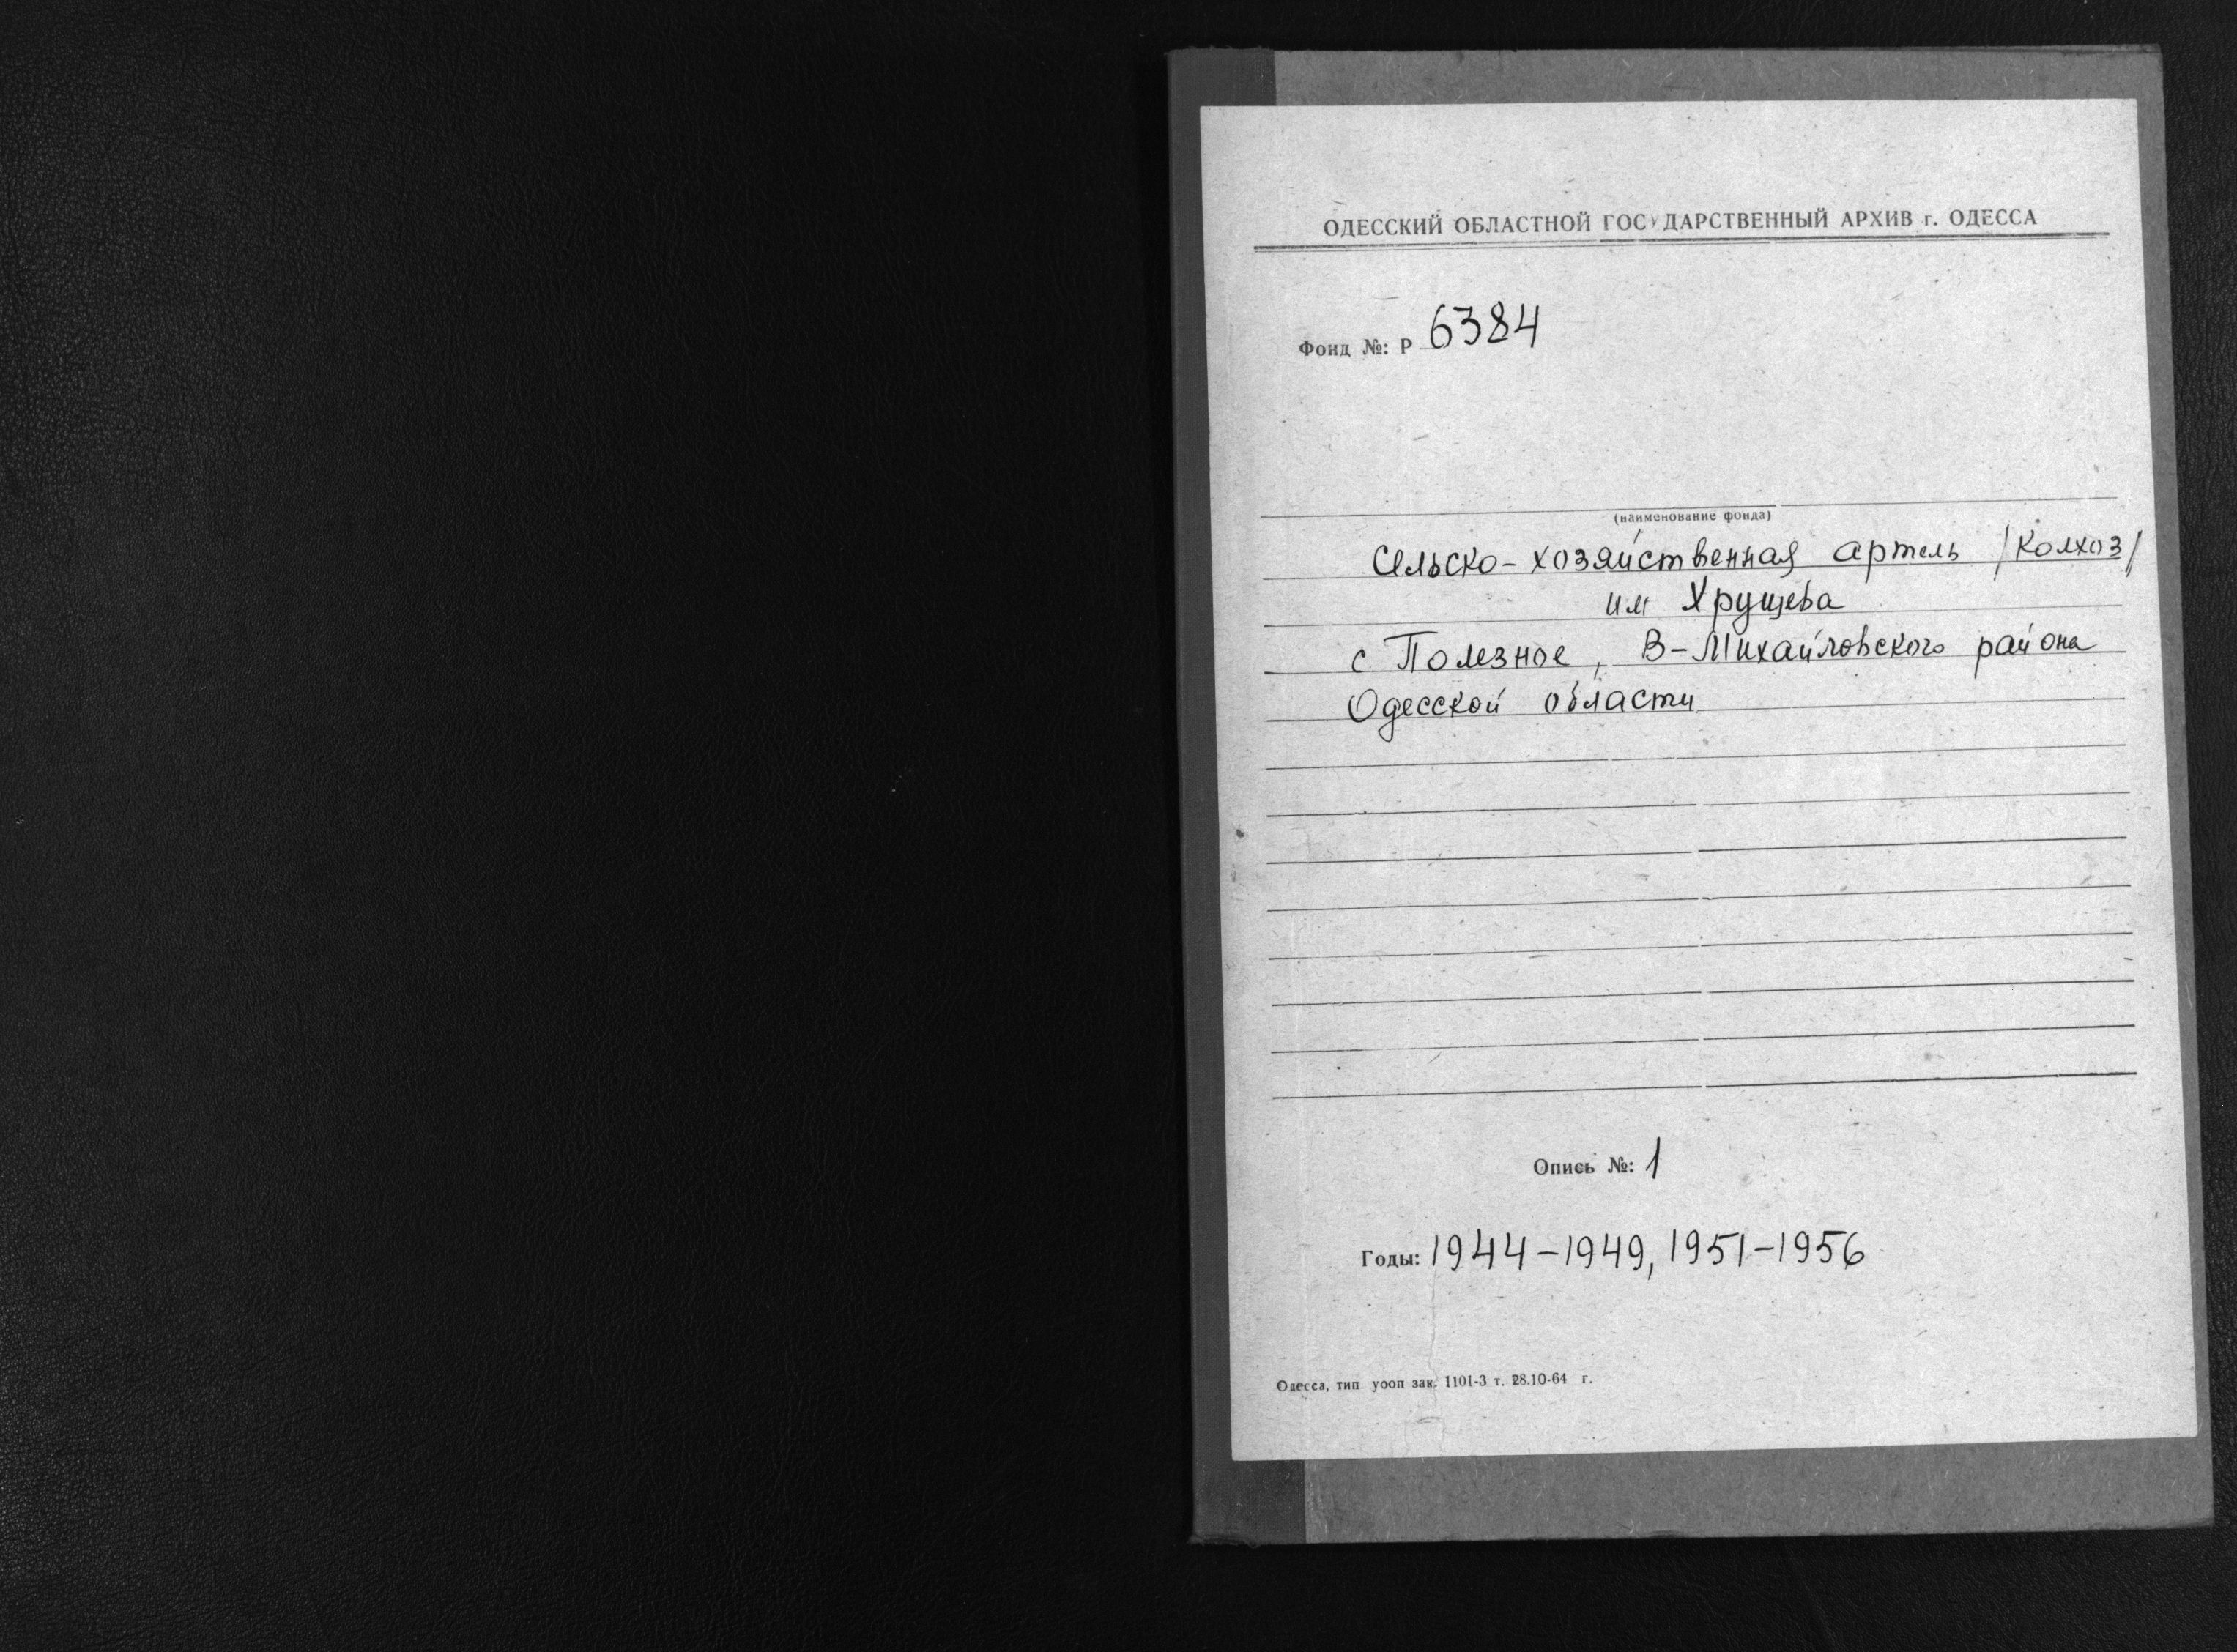 ОДЕССКИЙ ОБЛАСТНОЙ ГОСУДАРСТВЕННЫЙ АРХИВ г. ОДЕССА
Фонд №: Р 6384
(наименование фонда)
Сельско-хозяйственная артель /колхоз/
им Хрущева
с Полезное, В-Михайловского района
Одесской области
Опись №: 1
Годы: 1944-1949, 1951-1956
Одесса, тип уооп зак. 1101-3 т. 28.10-64 г.